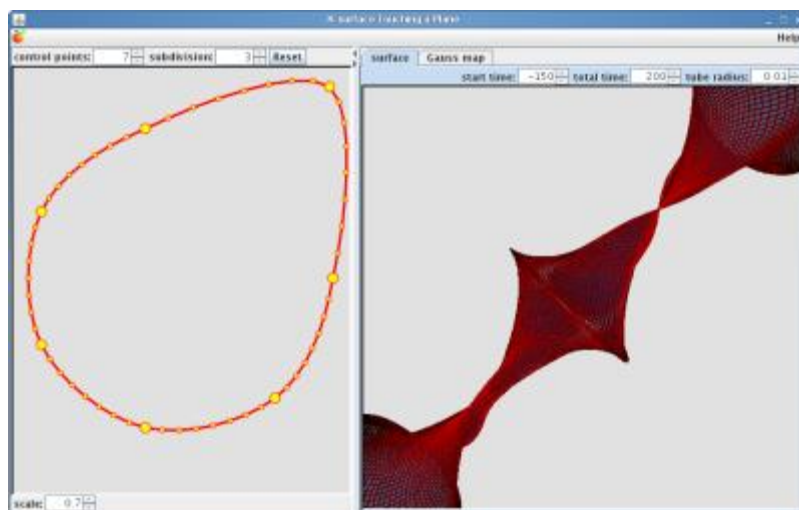 K-surface Touching a Plane
Help
control points: 7 subdivision: 3 Reset
surface Gauss map
start time: -150 total time: 200 tube radius: 0.01
scale: 0.7